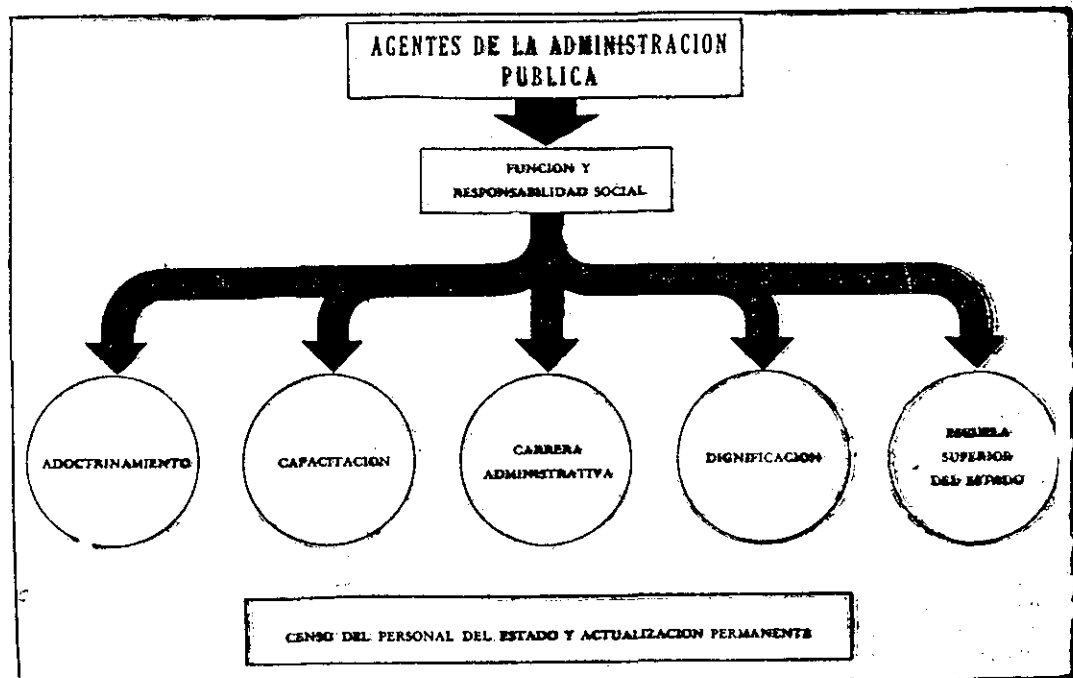 AGENTES DE LA ADMINISTRACION
PUBLICA
FUNCION Y
RESPONSABILIDAD SOCIAL
ADOCTRINAMIENTO
CAPACITACION
CARRERA
ADMINISTRATIVA
DIGNIFICACION
ESCUELA
SUPERIOR
DEL ESTADO
CENSO DEL PERSONAL DEL ESTADO Y ACTUALIZACION PERMANENTE